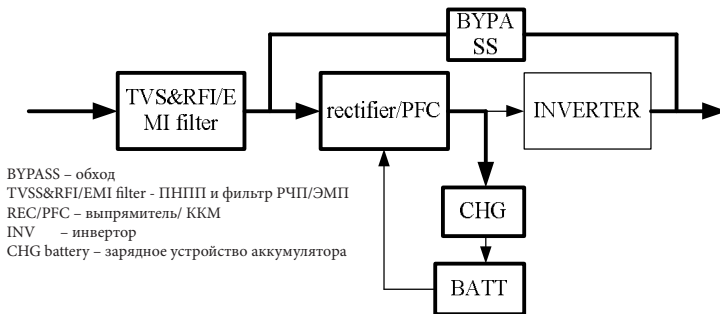 BYPA
SS
TVS&RFI/E
MI filter
rectifier/PFC
INVERTER
BYPASS – обход
TVSS&RFI/EMI filter - ПНПП и фильтр РЧП/ЭМП
REC/PFC – выпрямитель/ ККМ
INV – инвертор
CHG battery – зарядное устройство аккумулятора
CHG
BATT